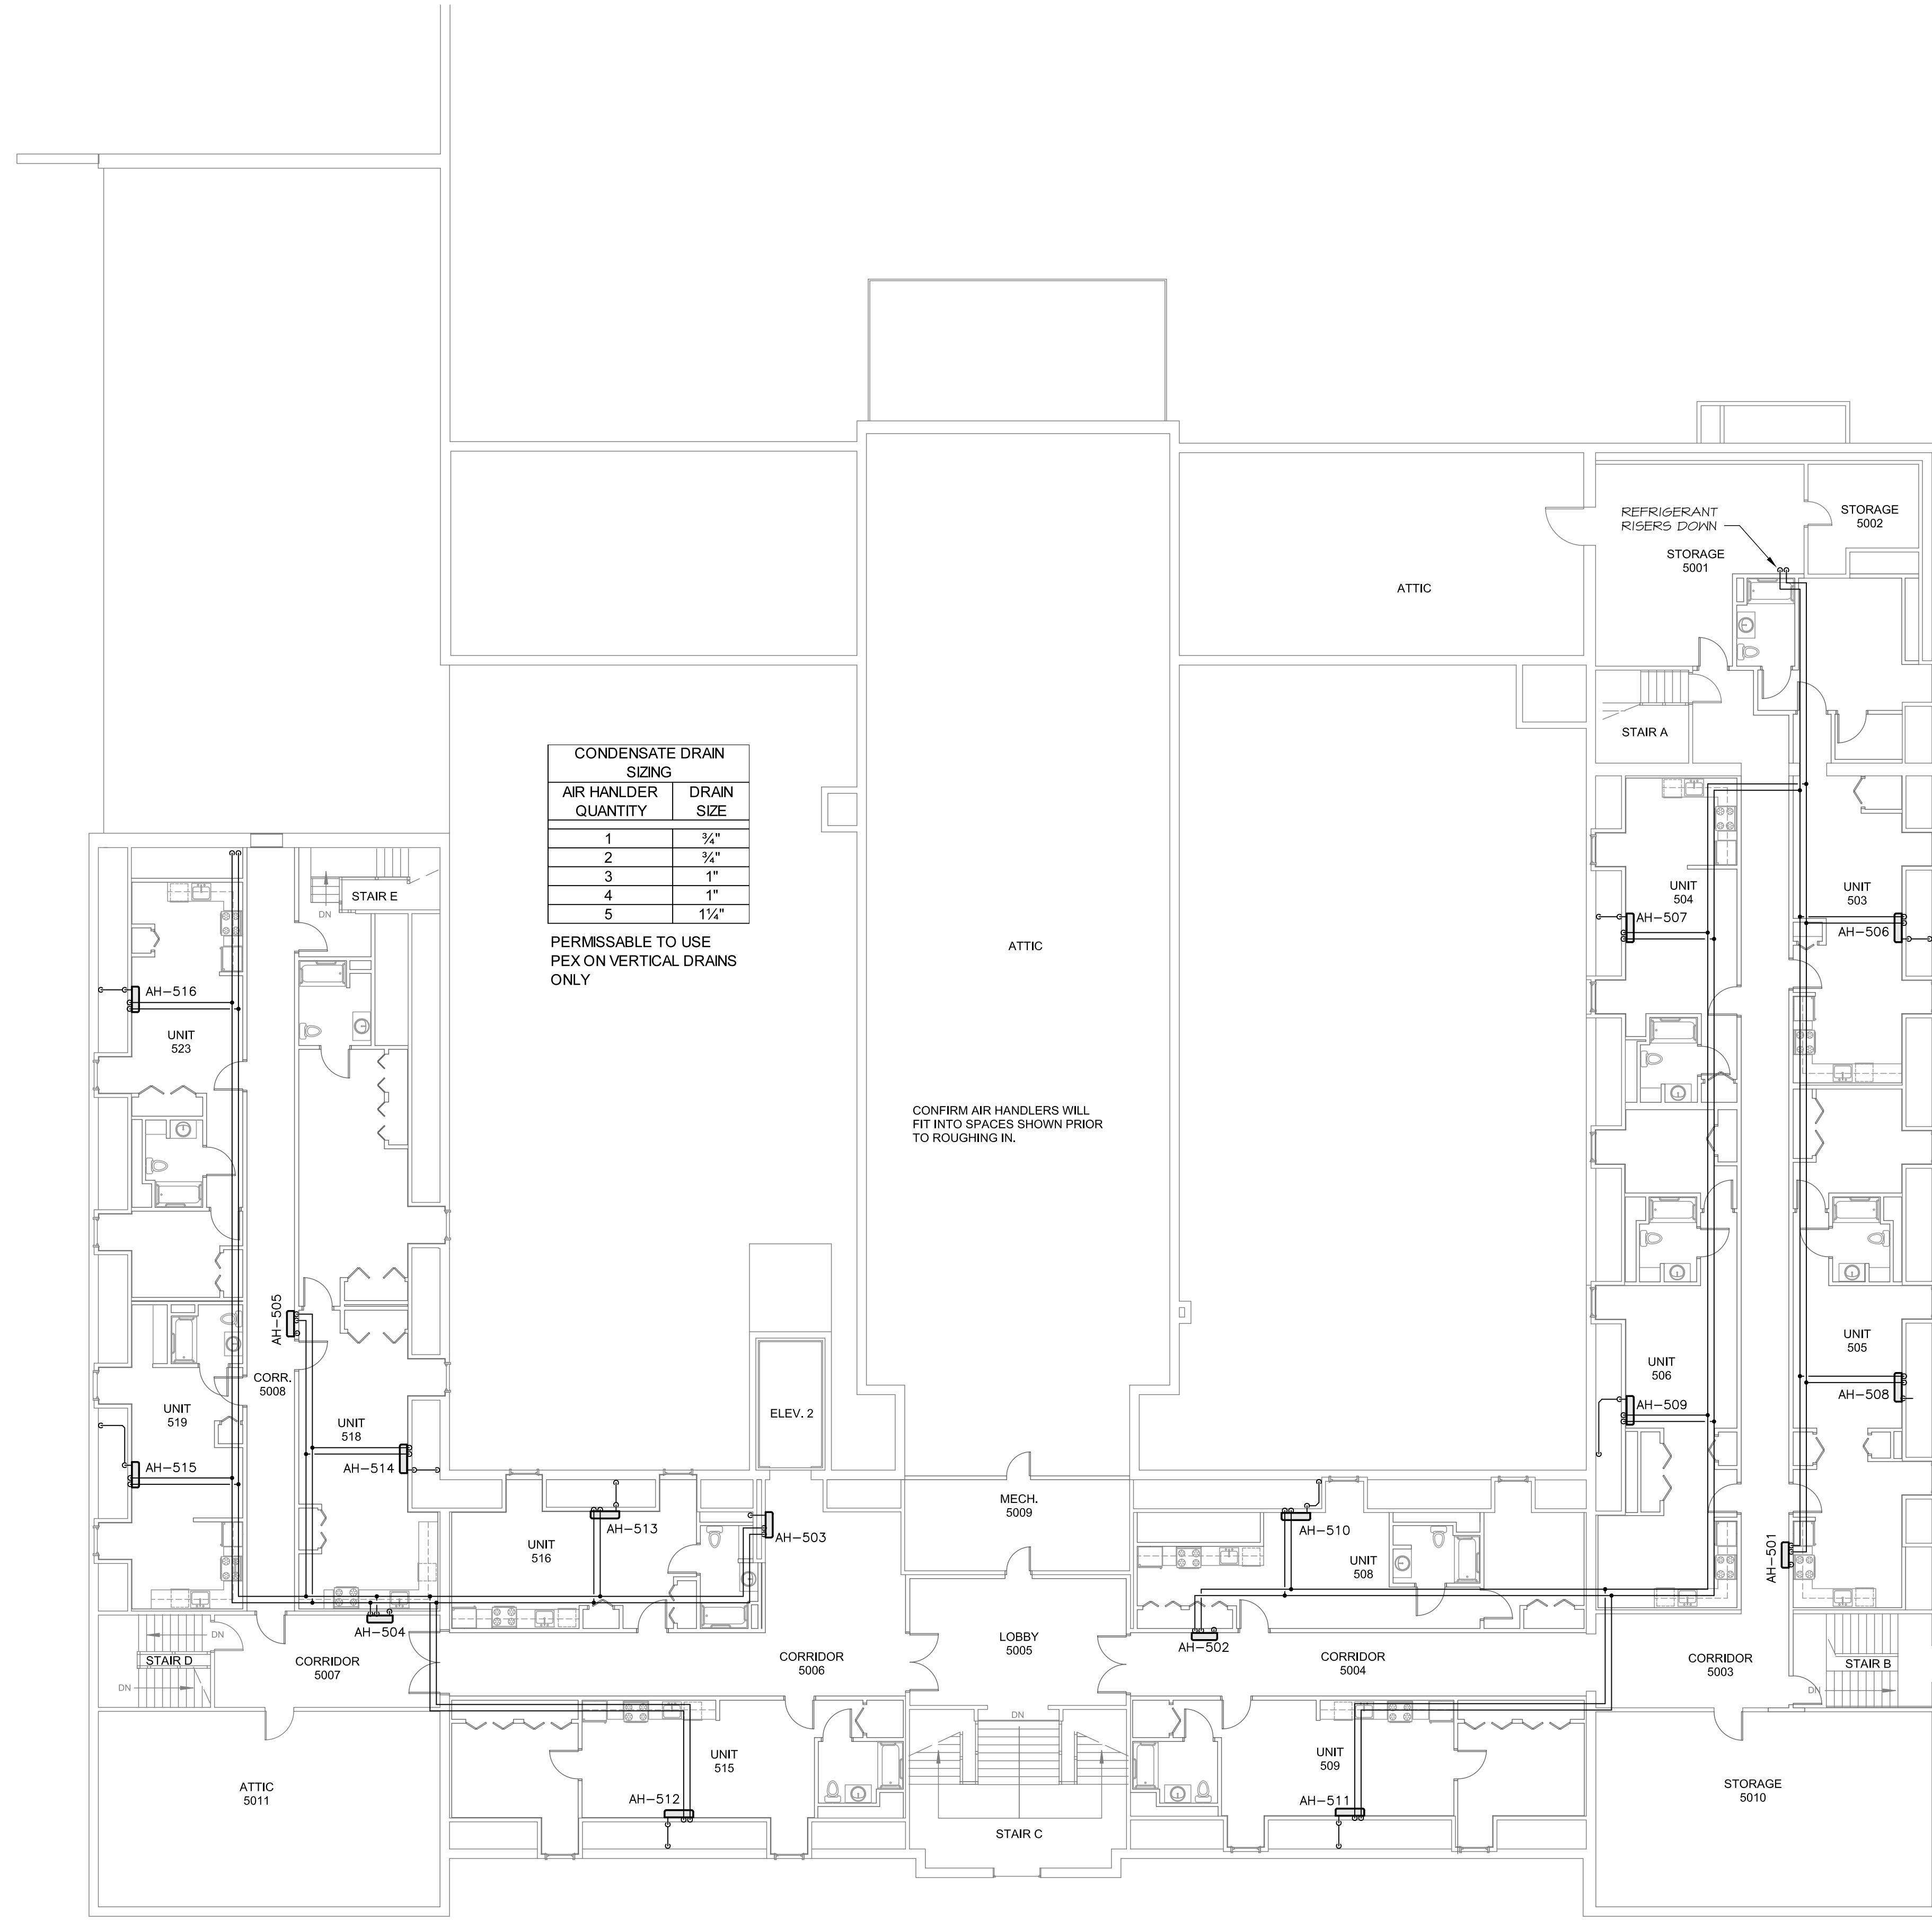 REFRIGERANT
RISERS DOWN
STORAGE
5002
STORAGE
5001
ATTIC
STAIR A
CONDENSATE DRAIN
SIZING
AIR HANLDER
QUANTITY
DRAIN
SIZE
1
¾"
2
¾"
3
1"
4
1"
5
1¼"
PERMISSABLE TO USE
PEX ON VERTICAL DRAINS
ONLY
STAIR E
DN
UNIT
504
UNIT
503
AH-507
AH-506
ATTIC
AH-516
UNIT
523
CONFIRM AIR HANDLERS WILL
FIT INTO SPACES SHOWN PRIOR
TO ROUGHING IN.
AH-505
CORR.
5008
UNIT
519
UNIT
518
ELEV. 2
UNIT
506
UNIT
505
AH-509
AH-508
AH-515
AH-514
MECH.
5009
AH-513
AH-503
UNIT
516
AH-510
UNIT
508
AH-501
AH-504
DN
STAIR D
DN
CORRIDOR
5007
CORRIDOR
5006
LOBBY
5005
AH-502
CORRIDOR
5004
CORRIDOR
5003
STAIR B
DN
DN
UNIT
515
UNIT
509
ATTIC
5011
AH-512
AH-511
STORAGE
5010
STAIR C